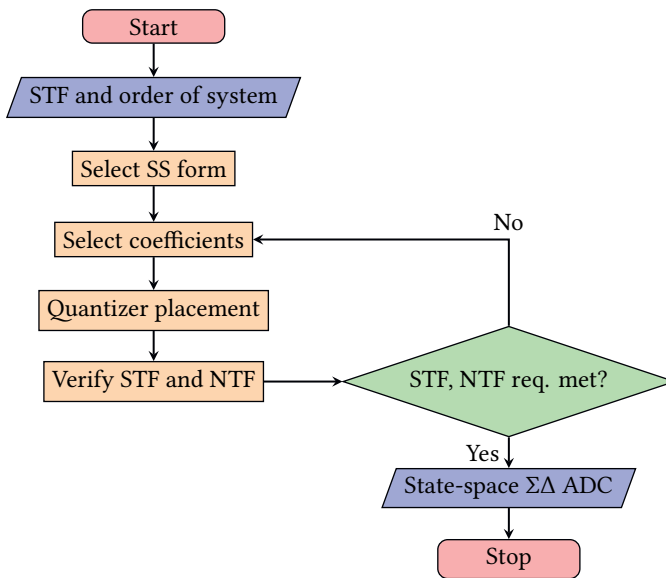 Start
STF and order of system
Select SS form
Select coefficients
No
Quantizer placement
Verify STF and NTF
STF, NTF req. met?
Yes
State-space ΣΔ ADC
Stop